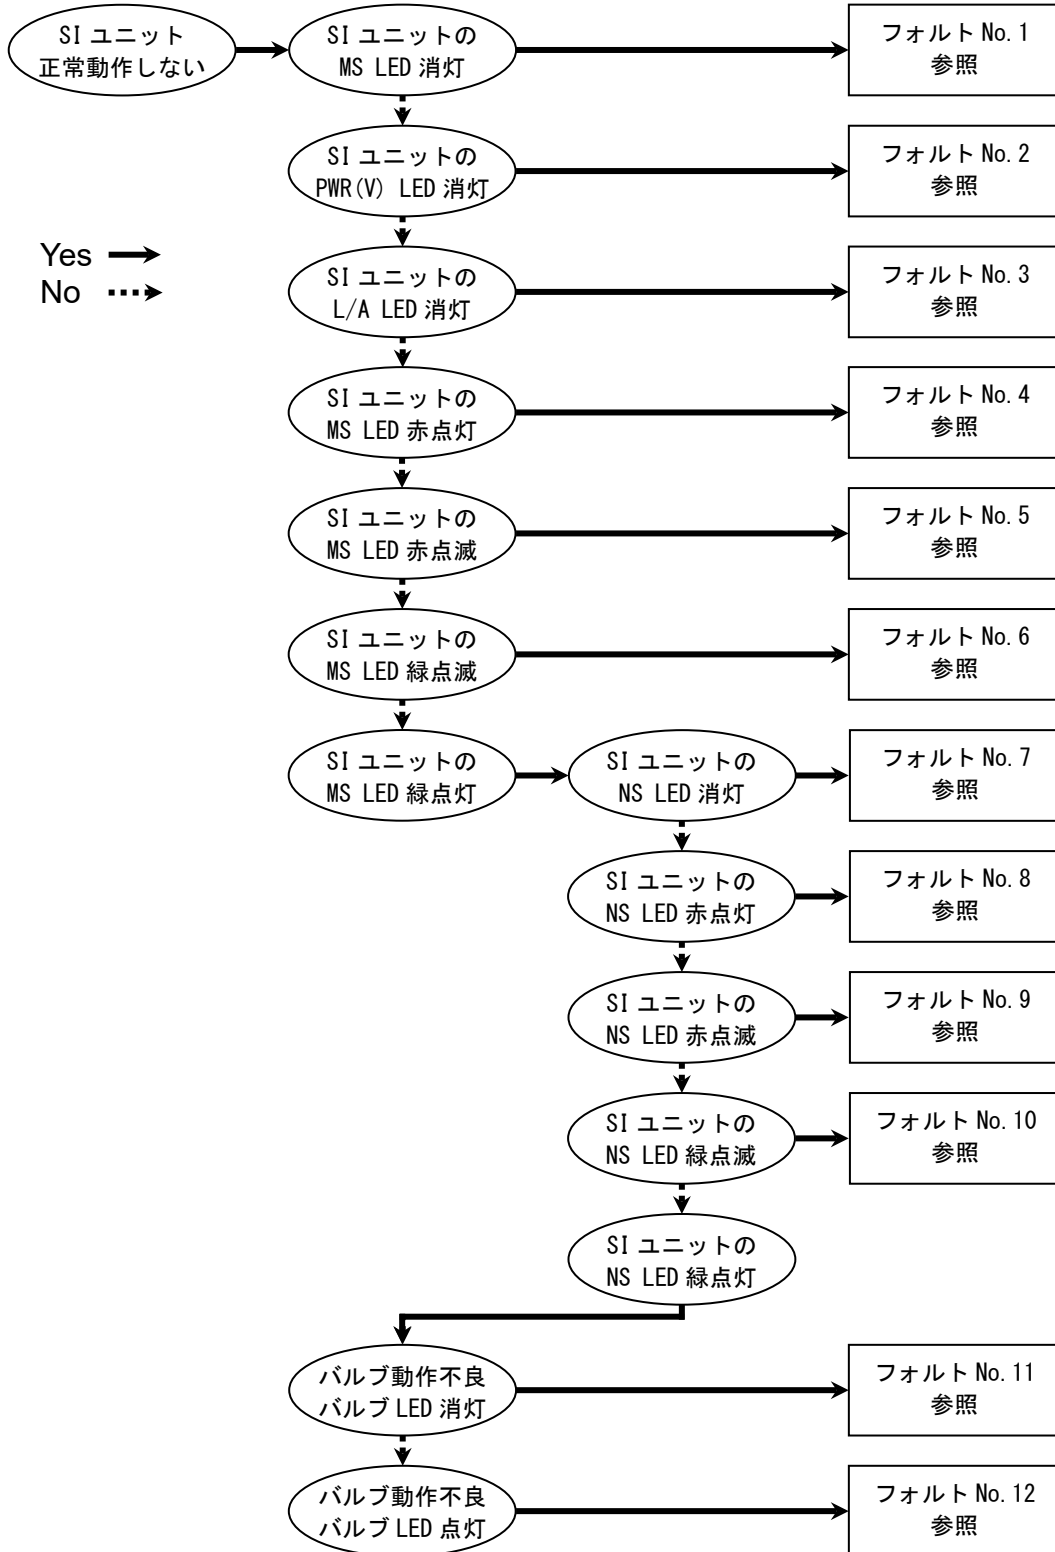 SI ユニット
正常動作しない
SI ユニットの
MS LED 消灯
フォルト No. 1
参照
SI ユニットの
PWR(V) LED 消灯
フォルト No. 2
参照
Yes
No
SI ユニットの
L/A LED 消灯
フォルト No. 3
参照
SI ユニットの
MS LED 赤点灯
フォルト No. 4
参照
SI ユニットの
MS LED 赤点滅
フォルト No. 5
参照
SI ユニットの
MS LED 緑点滅
フォルト No. 6
参照
SI ユニットの
MS LED 緑点灯
SI ユニットの
NS LED 消灯
フォルト No. 7
参照
SI ユニットの
NS LED 赤点灯
フォルト No. 8
参照
SI ユニットの
NS LED 赤点滅
フォルト No. 9
参照
SI ユニットの
NS LED 緑点滅
フォルト No. 10
参照
SI ユニットの
NS LED 緑点灯
バルブ動作不良
バルブ LED 消灯
フォルト No. 11
参照
バルブ動作不良
バルブ LED 点灯
フォルト No. 12
参照